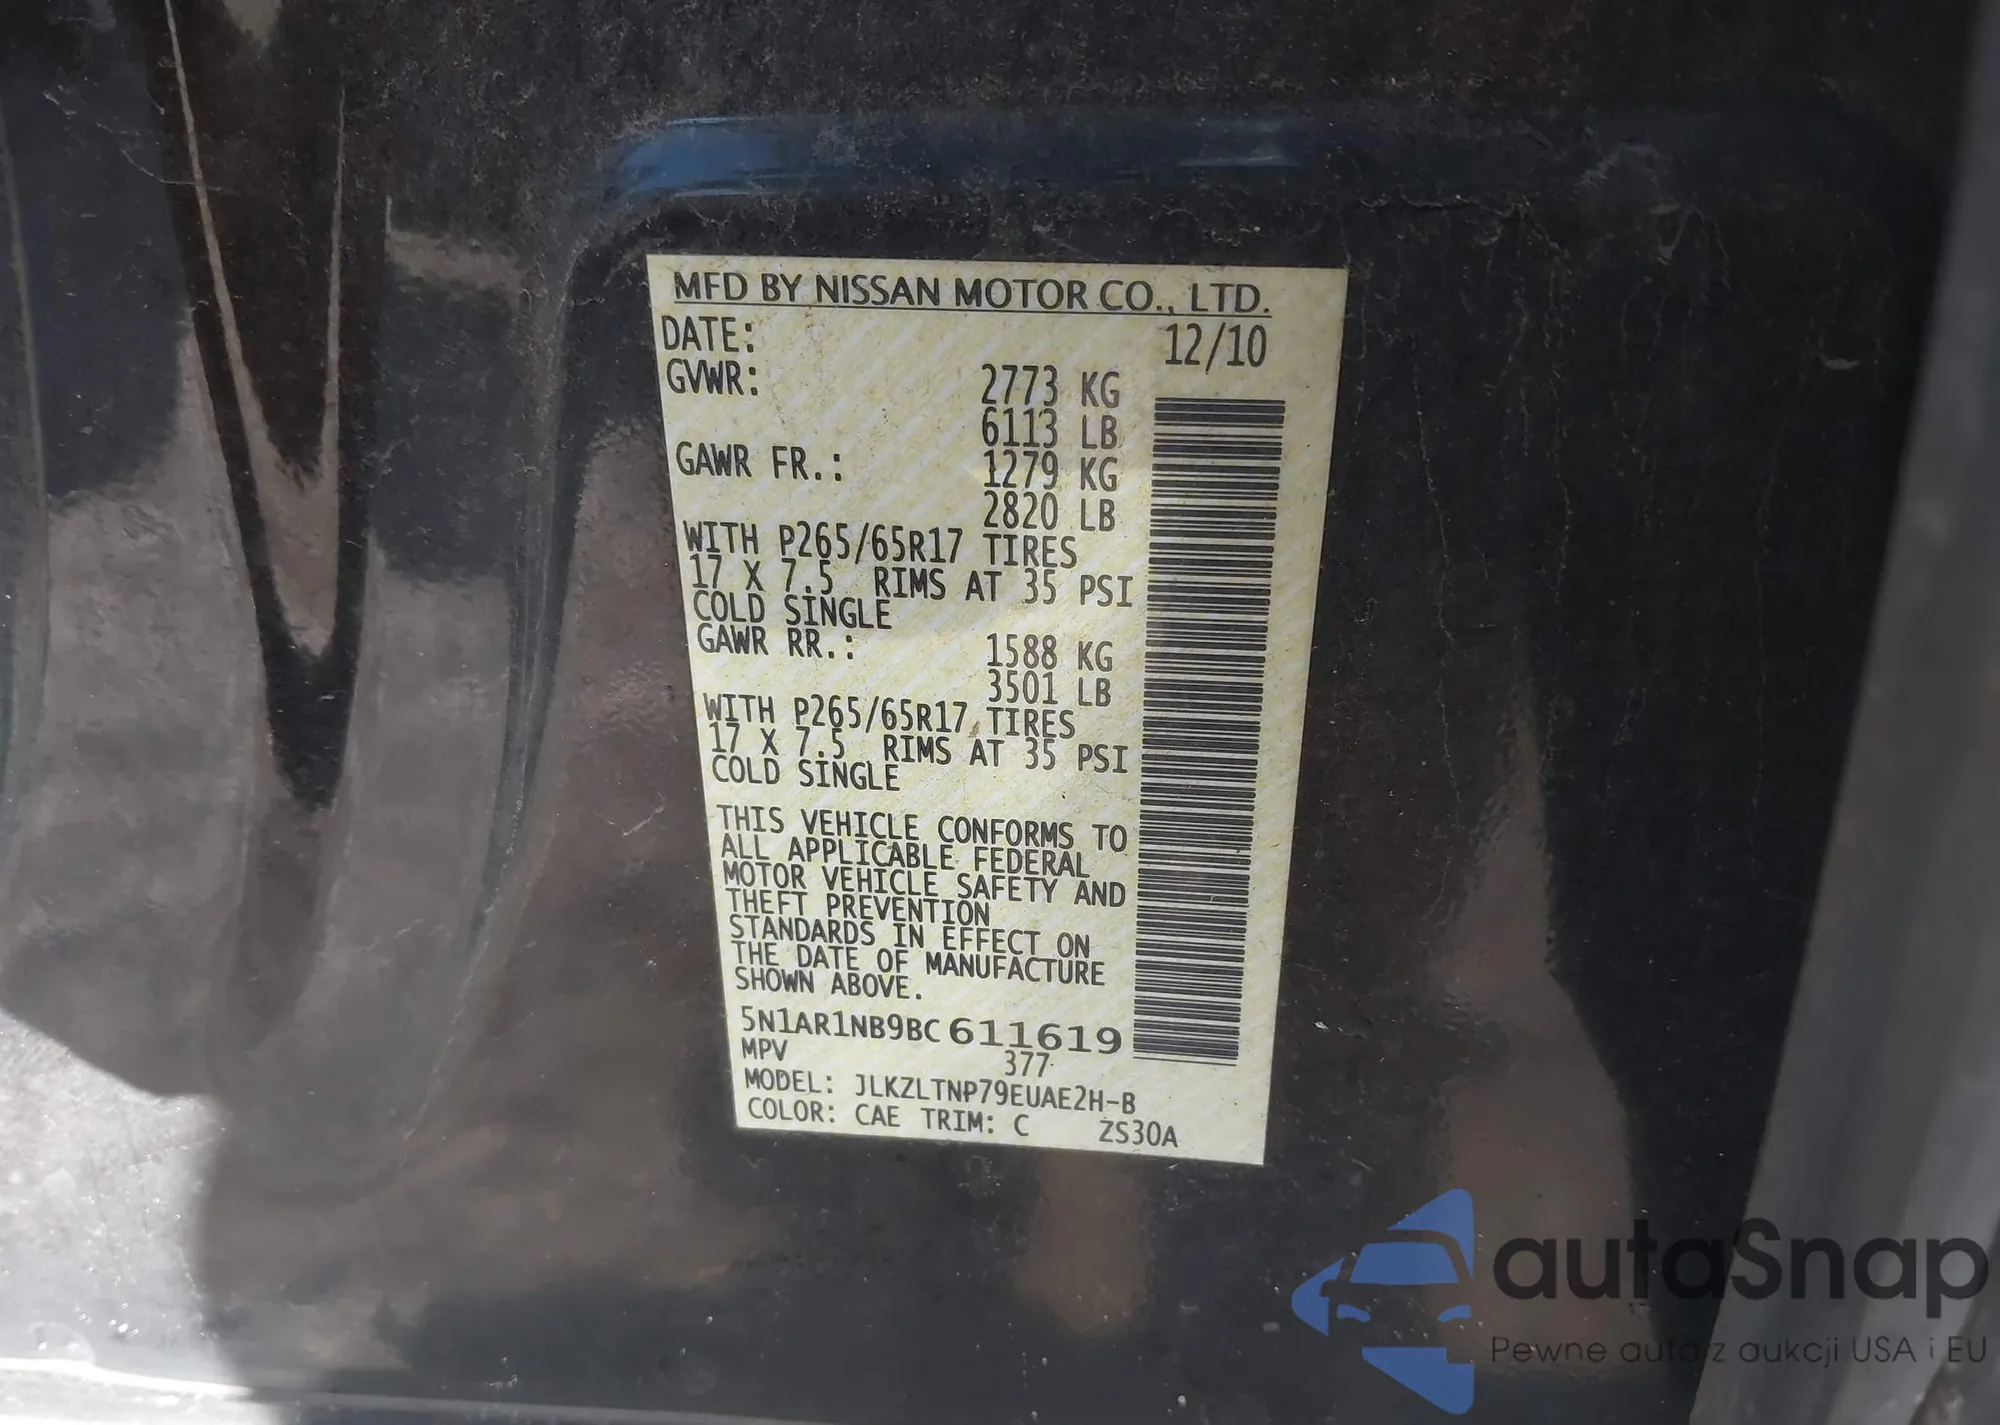 MFD BY NISSAN MOTOR CO., LTD.
DATE: 12/10
GVWR: 2773 KG
6113 LB
GAWR FR.: 1279 KG
2820 LB
WITH P265/65R17 TIRES
17 X 7.5 RIMS AT 35 PSI
COLD SINGLE
GAWR RR.: 1588 KG
3501 LB
WITH P265/65R17 TIRES
17 X 7.5 RIMS AT 35 PSI
COLD SINGLE
THIS VEHICLE CONFORMS TO
ALL APPLICABLE FEDERAL
MOTOR VEHICLE SAFETY AND
THEFT PREVENTION
STANDARDS IN EFFECT ON
THE DATE OF MANUFACTURE
SHOWN ABOVE.
5N1AR1NB9BC 611619
MPV 377
MODEL: JLKZLTNP79EUAE2H-B
COLOR: CAE TRIM: C ZS30A
autaSnap
Pewne auta z aukcji USA i EU